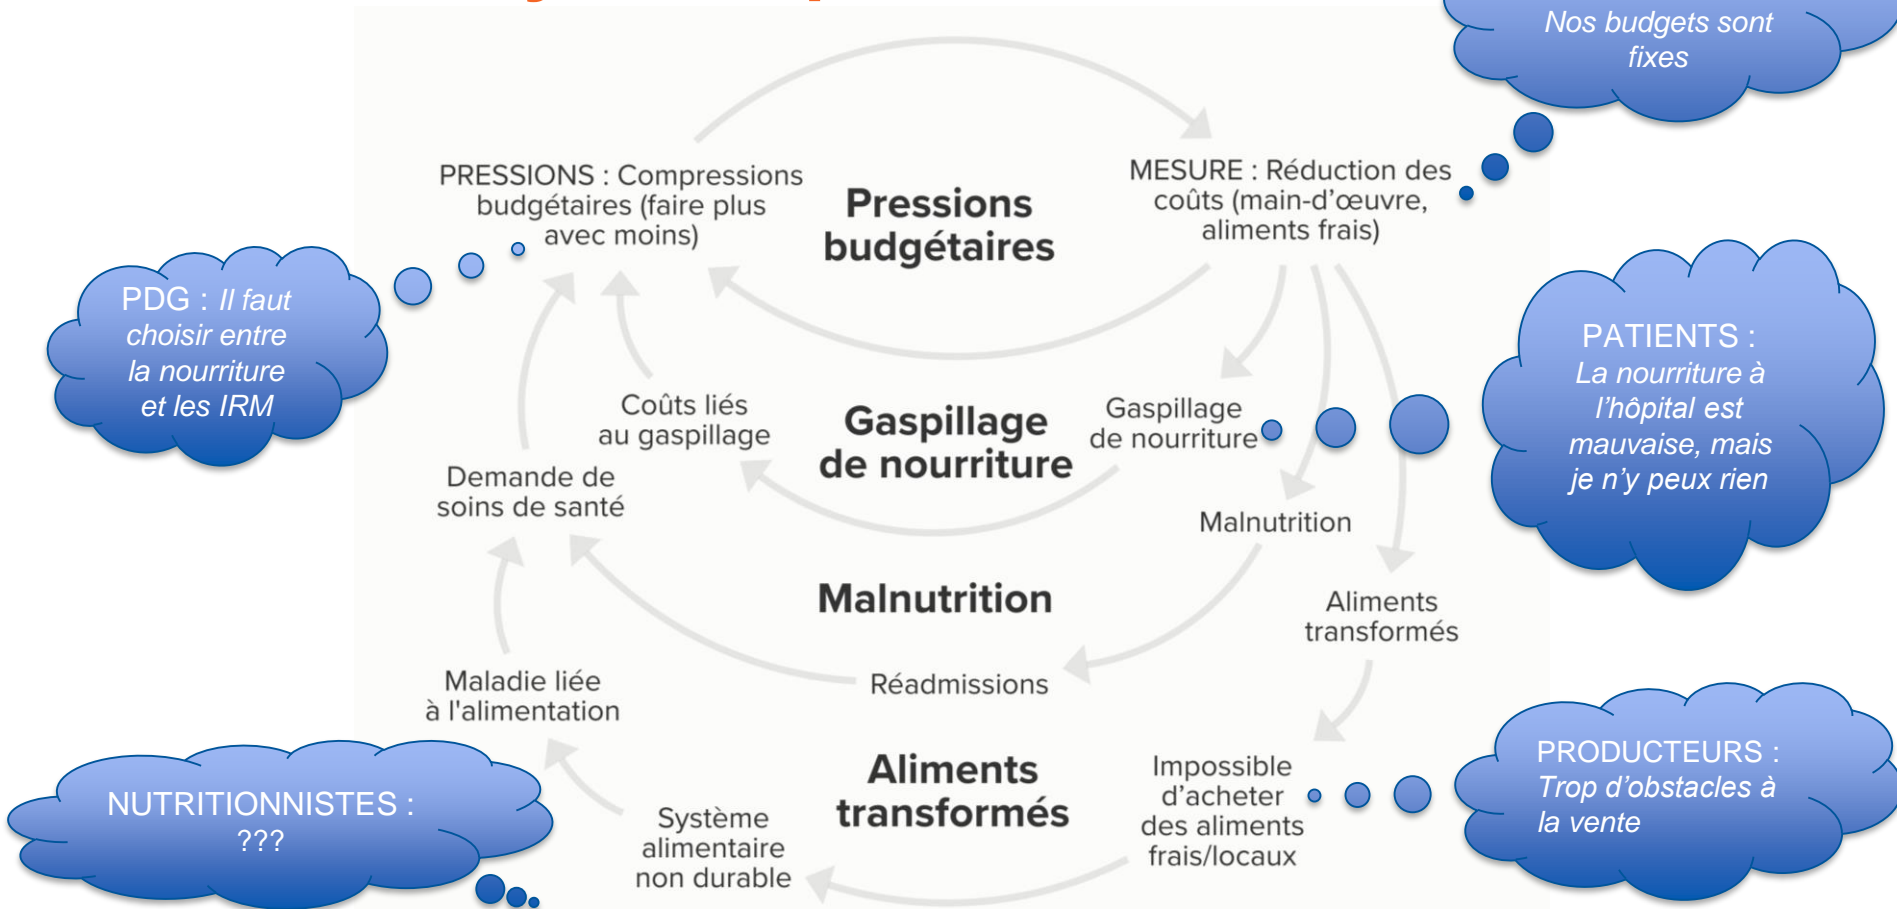 Nos budgets sont
fixes
PRESSIONS : Compressions
budgétaires (faire plus
avec moins)
Pressions
budgétaires
MESURE : Réduction des
coûts (main-d'œuvre,
aliments frais)
PDG : Il faut
choisir entre
la nourriture
et les IRM
PATIENTS :
La nourriture à
l'hôpital est
mauvaise, mais
je n'y peux rien
Coûts liés
au gaspillage
Gaspillage
de nourriture
Gaspillage
de nourriture
Demande de
soins de santé
Malnutrition
Malnutrition
Aliments
transformés
Réadmissions
Maladie liée
à l'alimentation
Aliments
transformés
Impossible
d'acheter
des aliments
frais/locaux
PRODUCTEURS :
Trop d'obstacles à
la vente
NUTRITIONNISTES :
???
Système
alimentaire
non durable